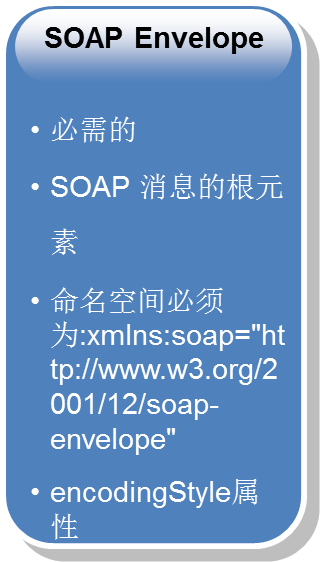 SOAP Envelope
• 必需的
• SOAP 消息的根元
素
• 命名空间必须
为:xmlns:soap="ht
tp://www.w3.org/2
001/12/soap-
envelope"
• encodingStyle属
性